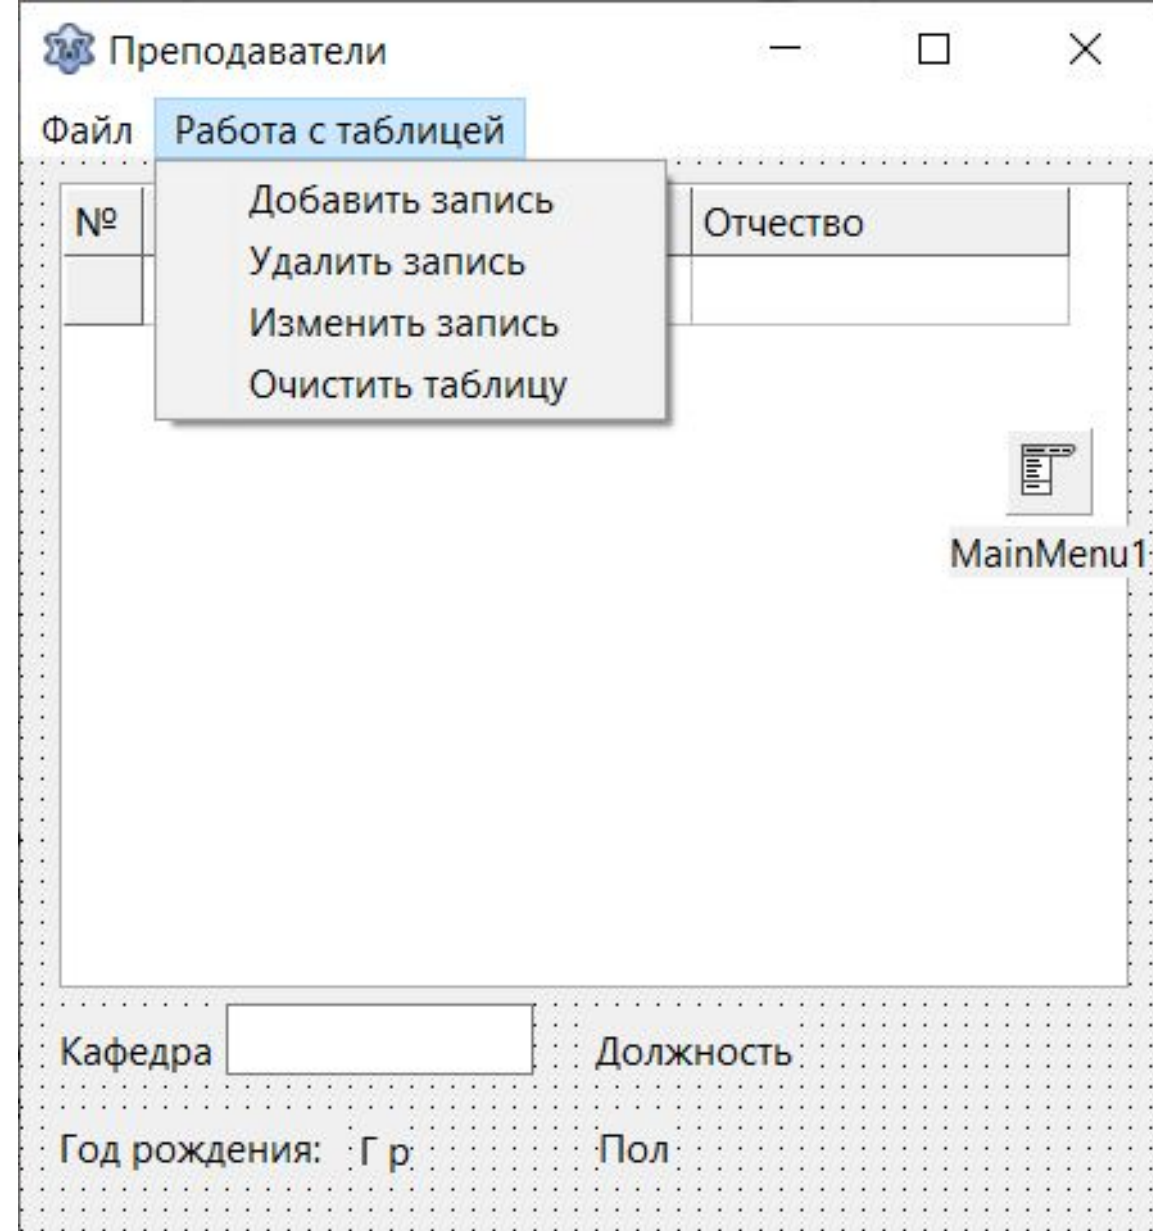 Преподаватели
Файл Работа с таблицей
Добавить запись
Удалить запись
Изменить запись
Очистить таблицу
№ Отчество
MainMenu1
Кафедра Должность
Год рождения: Г р Пол